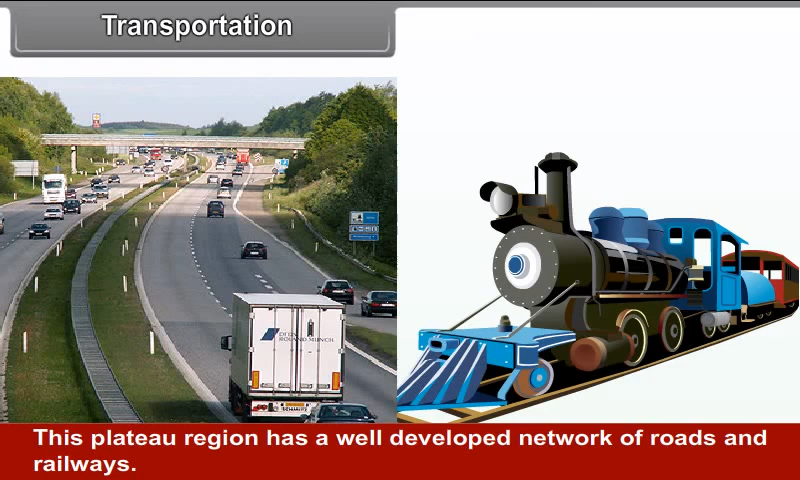 Transportation
This plateau region has a well developed network of roads and
railways.